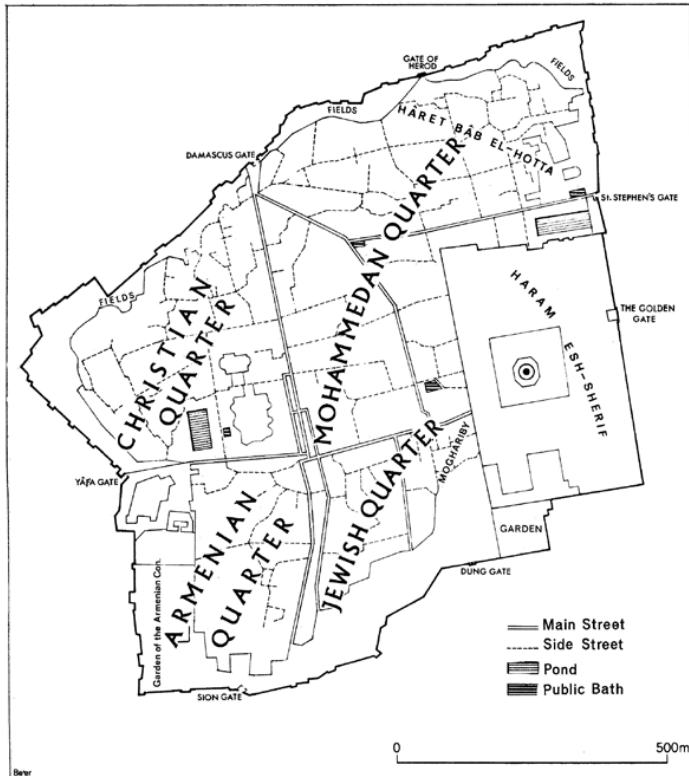 GATE OF
HEROD
FIELDS
FIELDS
HÂRET BÂB EL-HOTTA
DAMASCUS GATE
St. STEPHEN'S GATE
MOHAMMEDAN QUARTER
HARAM ESH-SHERIF
THE GOLDEN
GATE
FIELDS
CHRISTIAN
QUARTER
YÂFA GATE
MOGHARIBY
JEWISH QUARTER
ARMENIAN
QUARTER
GARDEN
DUNG GATE
Garden of the Armenian Con.
SION GATE
Main Street
Side Street
Pond
Public Bath
0 500m